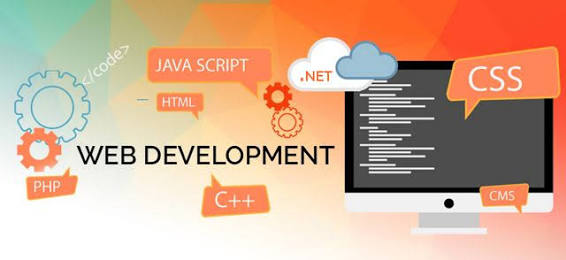 </code>
JAVA SCRIPT
.NET
CSS
HTML
WEB DEVELOPMENT
PHP
C++
CMS